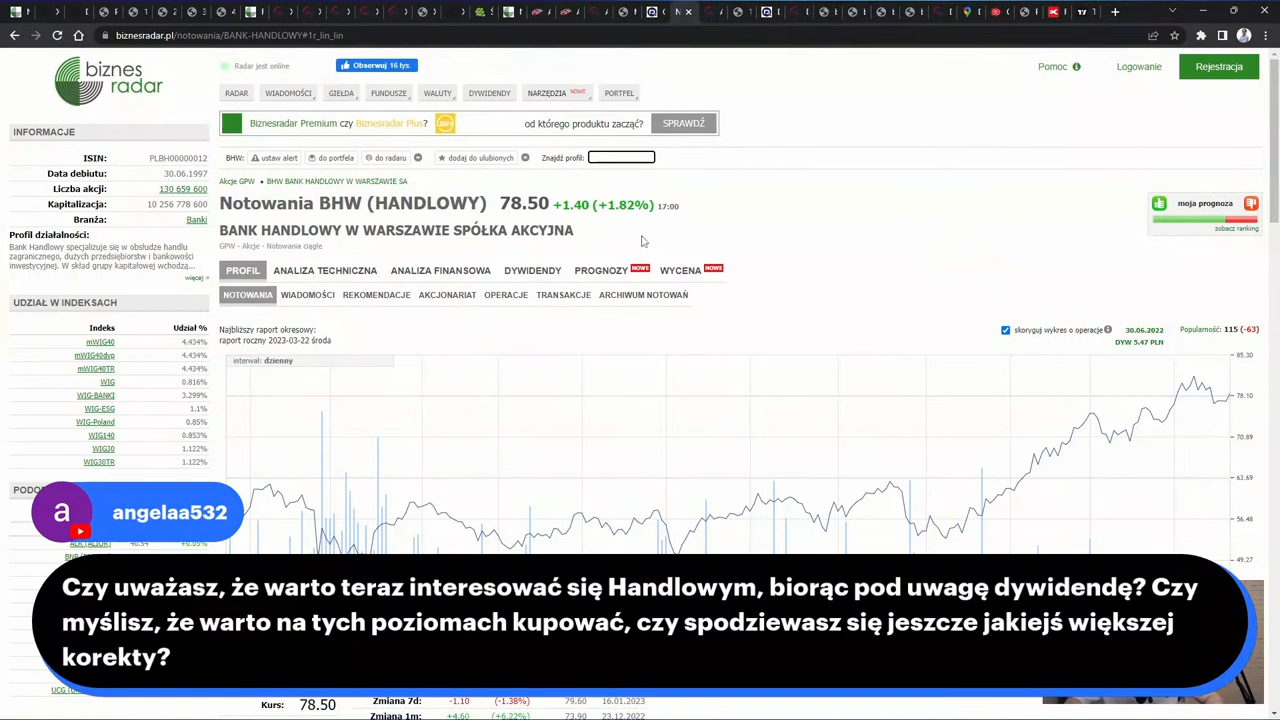 biznesradar.pl/notowania/BANK-HANDLOWY#1r_lin_lin
biznes
radar
Radar jest online
Obserwuj 16 tys.
Pomoc
Logowanie
Rejestracja
RADAR WIADOMOŚCI GIEŁDA FUNDUSZE WALUTY DYWIDENDY NARZĘDZIA NOWE PORTFEL
Biznesradar Premium czy Biznesradar Plus? od którego produktu zacząć? SPRAWDŹ
BHW: ustaw alert do portfela do radaru dodaj do ulubionych Znajdź profil:
Akcje GPW • BHW BANK HANDLOWY W WARSZAWIE SA
Notowania BHW (HANDLOWY) 78.50 +1.40 (+1.82%) 17:00
BANK HANDLOWY W WARSZAWIE SPÓŁKA AKCYJNA
GPW - Akcje - Notowania ciągłe
moja prognoza
zobacz ranking
PROFIL ANALIZA TECHNICZNA ANALIZA FINANSOWA DYWIDENDY PROGNOZY NOWE WYCENA NOWE
NOTOWANIA WIADOMOŚCI REKOMENDACJE AKCJONARIAT OPERACJE TRANSAKCJE ARCHIWUM NOTOWAŃ
Najbliższy raport okresowy:
raport roczny 2023-03-22 środa
skoryguj wykres o operacje
30.06.2022
DYW 5.47 PLN
Popularność: 115 (-63)
interwał: dzienny
85.30
78.10
70.89
63.69
56.48
49.27
INFORMACJE
ISIN: PLBH00000012
Data debiutu: 30.06.1997
Liczba akcji: 130 659 600
Kapitalizacja: 10 256 778 600
Branża: Banki
Profil działalności:
Bank Handlowy specjalizuje się w obsłudze handlu
zagranicznego, dużych przedsiębiorstw i bankowości
inwestycyjnej. W skład grupy kapitałowej wchodzą...
więcej »
UDZIAŁ W INDEKSACH
Indeks Udział %
mWIG40 4.434%
mWIG40dvp 4.434%
mWIG40TR 4.434%
WIG 0.816%
WIG-BANKI 3.299%
WIG-ESG 1.1%
WIG-Poland 0.85%
WIG140 0.853%
WIG30 1.122%
WIG30TR 1.122%
a
angelaa532
Czy uważasz, że warto teraz interesować się Handlowym, biorąc pod uwagę dywidendę? Czy
myślisz, że warto na tych poziomach kupować, czy spodziewasz się jeszcze jakiejś większej
korekty?
Kurs: 78.50
Zmiana 7d: -1.10 (-1.38%) 79.60 16.01.2023
Zmiana 1m: +4.60 (+6.22%) 73.90 23.12.2022